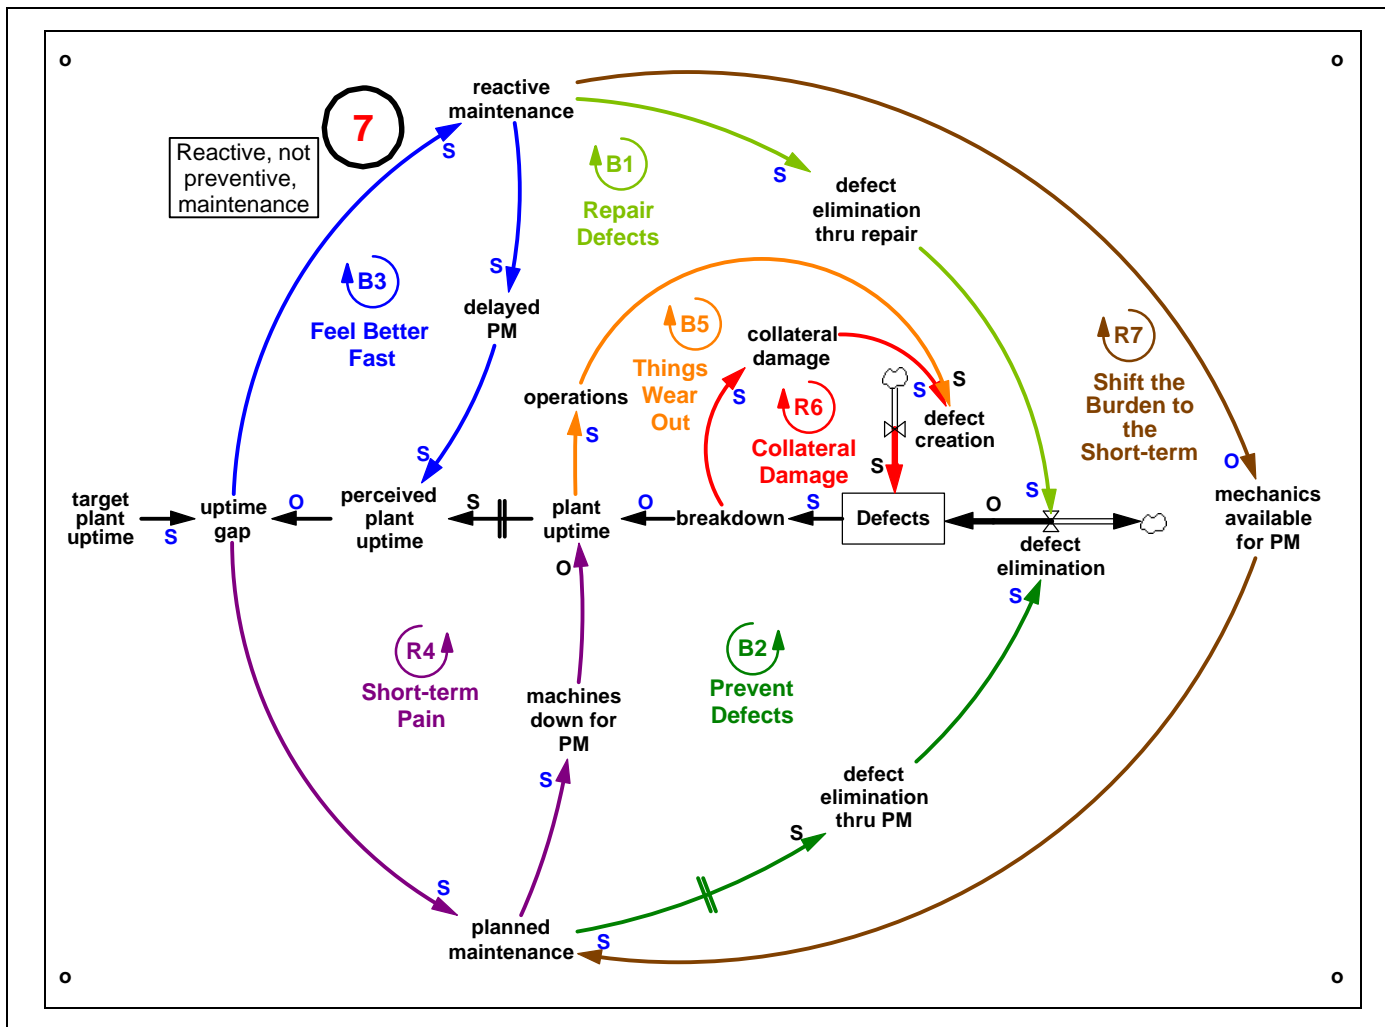 o
o
reactive
maintenance
7
Reactive, not
preventive,
maintenance
S
B1
Repair
Defects
S
defect
elimination
thru repair
S
B3
Feel Better
Fast
delayed
PM
B5
Things
Wear
Out
collateral
damage
R7
Shift the
Burden to
the
Short-term
operations
S
S
R6
Collateral
Damage
S
S
defect
creation
S
S
S
O
target
plant
uptime
S
uptime
gap
O
perceived
plant
uptime
S
plant
uptime
O
breakdown
S
Defects
O
S
defect
elimination
mechanics
available
for PM
O
S
R4
Short-term
Pain
B2
Prevent
Defects
machines
down for
PM
S
defect
elimination
thru PM
S
S
planned
maintenance
S
o
o